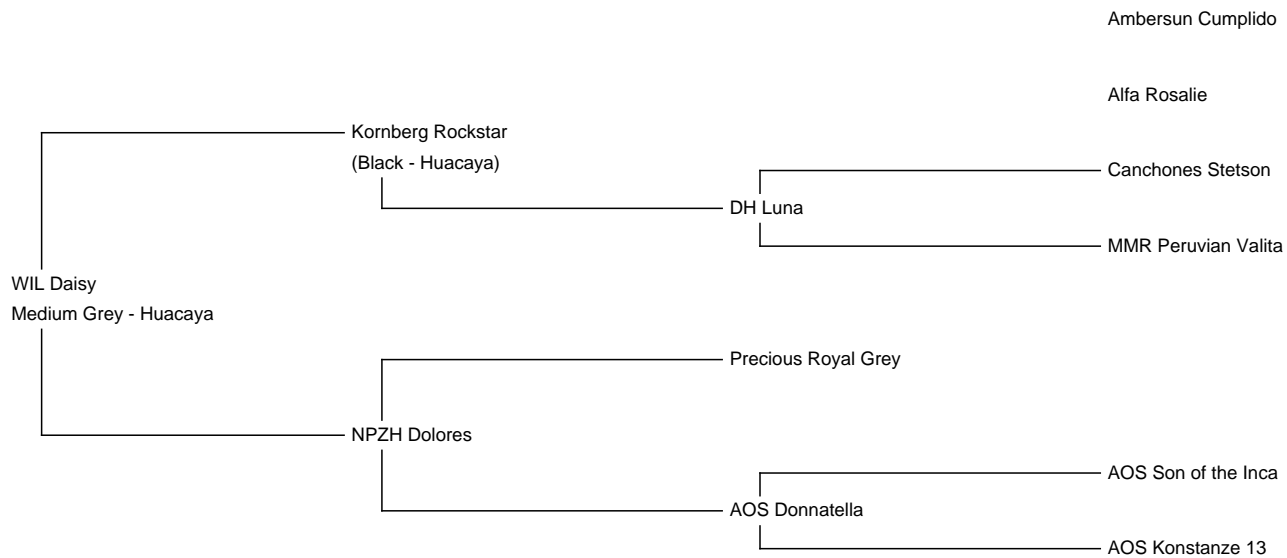 Ambersun Cumplido
Alfa Rosalie
Kornberg Rockstar
(Black - Huacaya)
Canchones Stetson
DH Luna
MMR Peruvian Valita
WIL Daisy
Medium Grey - Huacaya
Precious Royal Grey
NPZH Dolores
AOS Son of the Inca
AOS Donnatella
AOS Konstanze 13